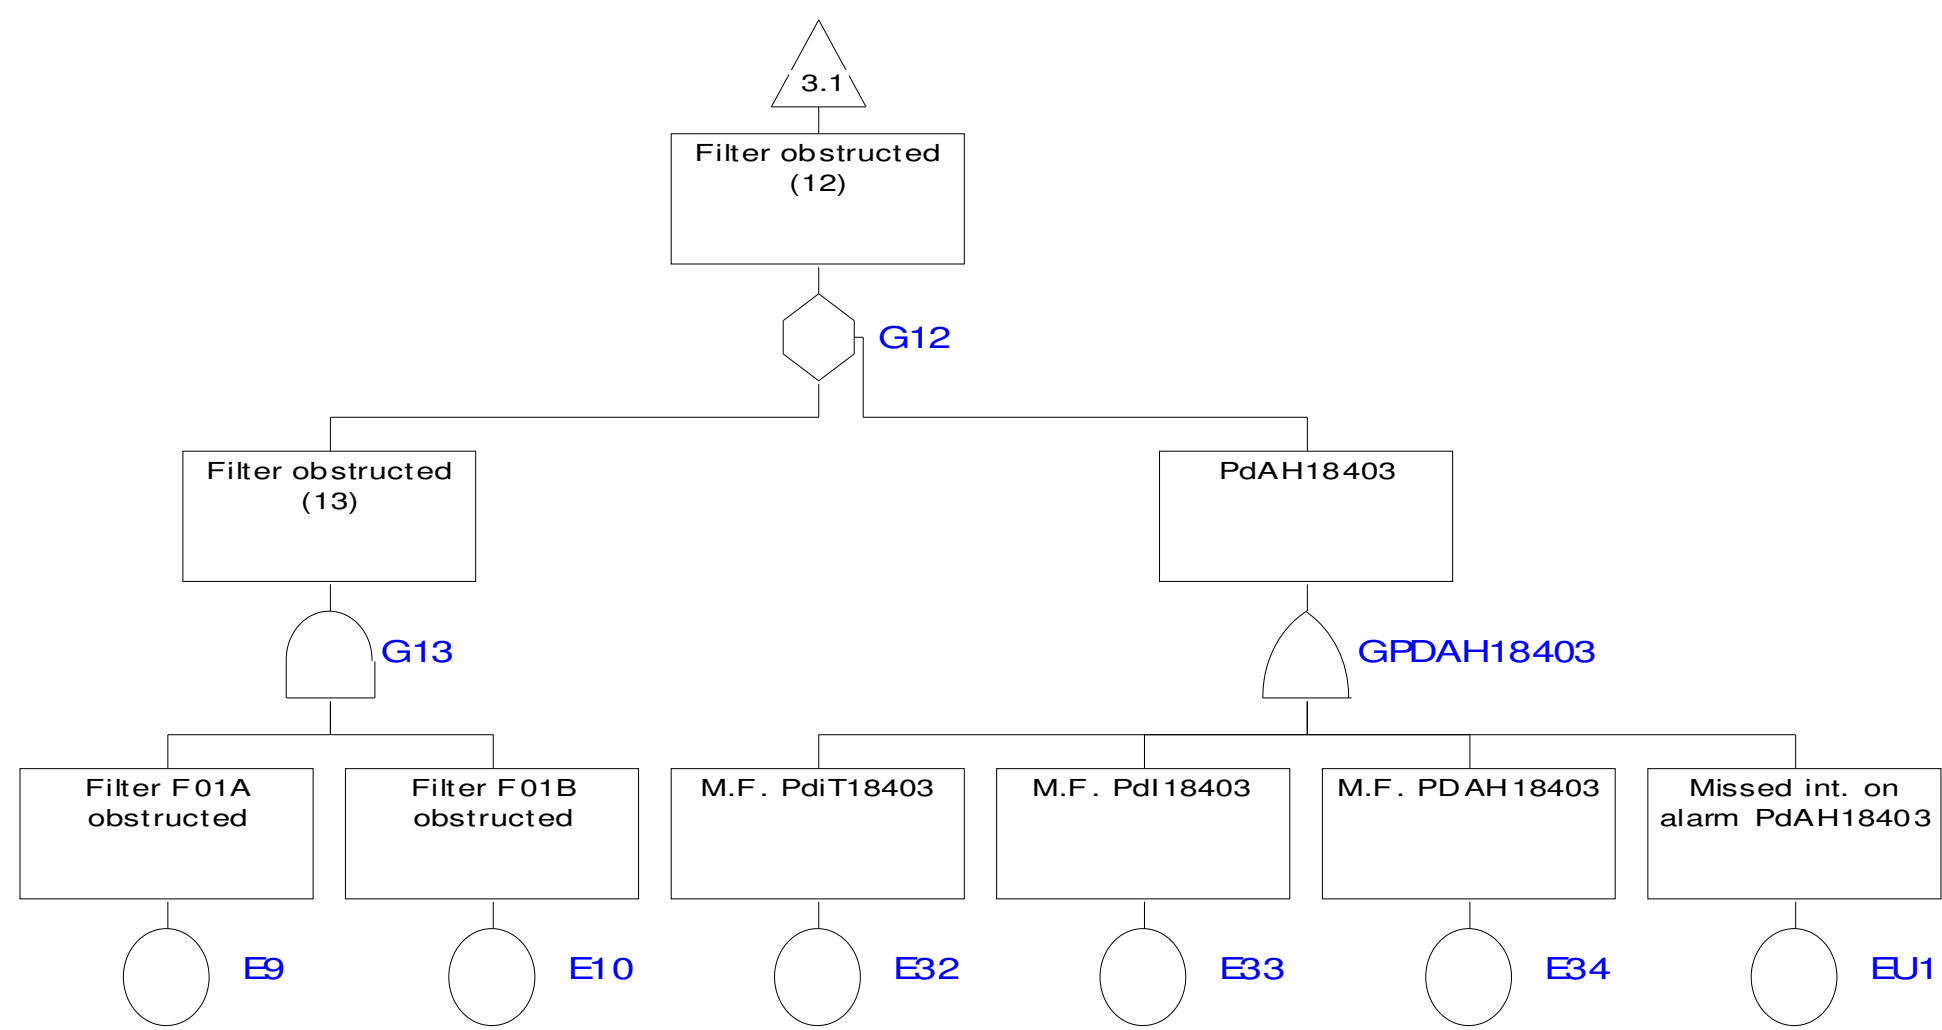 3.1
Filter obstructed
(12)
G12
Filter obstructed
(13)
PdAH18403
G13
GPDAH18403
Filter F01A
obstructed
Filter F01B
obstructed
M.F. PdiT18403
M.F. PdI18403
M.F. PDAH18403
Missed int. on
alarm PdAH18403
E9
E10
E32
E33
E34
EU1